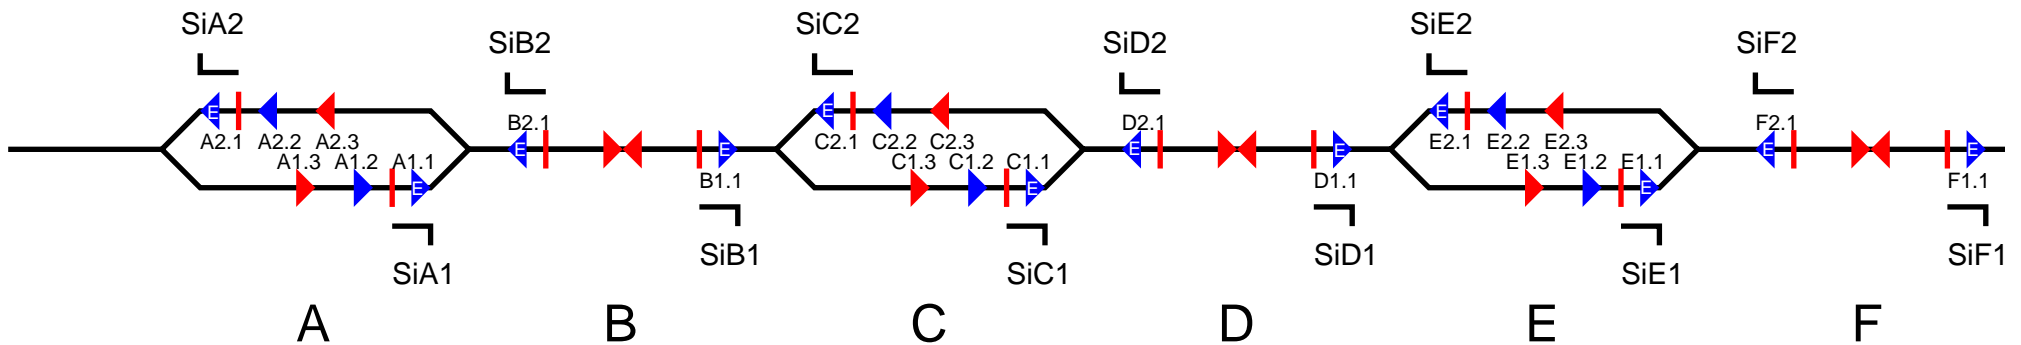 SiA2
SiB2
SiC2
SiD2
SiE2
SiF2
E
A2.1
A2.2
A2.3
A1.3
A1.2
A1.1
E
B2.1
E
E
B1.1
E
C2.1
C2.2
C2.3
C1.3
C1.2
C1.1
E
D2.1
E
E
D1.1
E
E2.1
E2.2
E2.3
E1.3
E1.2
E1.1
E
F2.1
E
E
F1.1
SiA1
SiB1
SiC1
SiD1
SiE1
SiF1
A
B
C
D
E
F